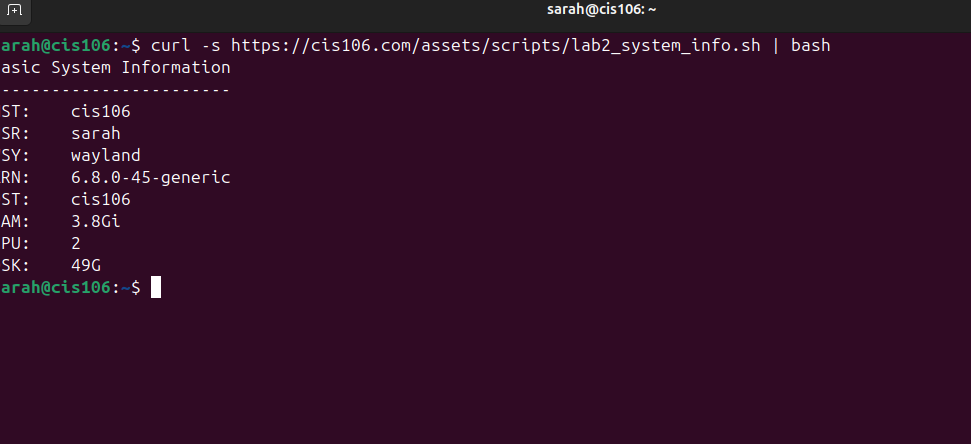 sarah@cis106: ~
arah@cis106:~$ curl -s https://cis106.com/assets/scripts/lab2_system_info.sh | bash
asic System Information
-----------------------
ST:    cis106
SR:    sarah
SY:    wayland
RN:    6.8.0-45-generic
ST:    cis106
AM:    3.8Gi
PU:    2
SK:    49G
arah@cis106:~$